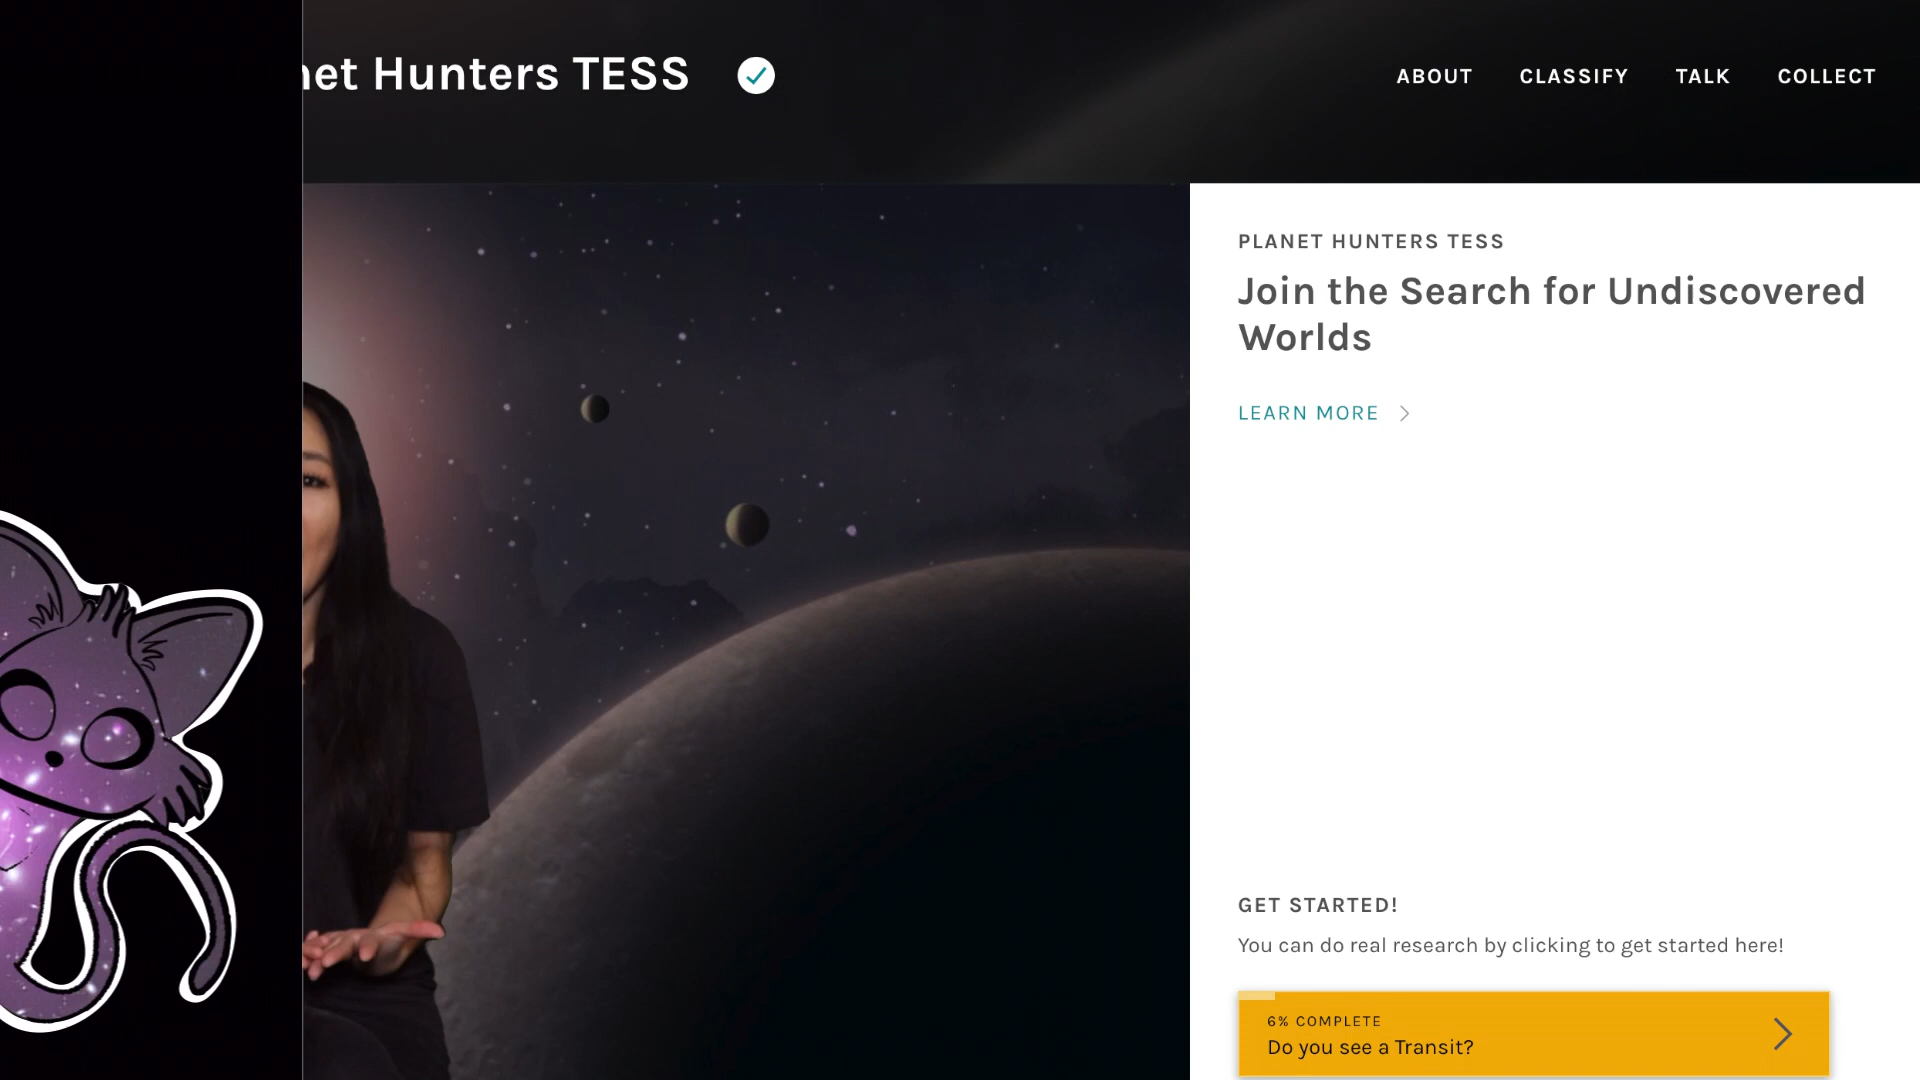 net Hunters TESS
ABOUT CLASSIFY TALK COLLECT
PLANET HUNTERS TESS
Join the Search for Undiscovered
Worlds
LEARN MORE
GET STARTED!
You can do real research by clicking to get started here!
6% COMPLETE
Do you see a Transit?